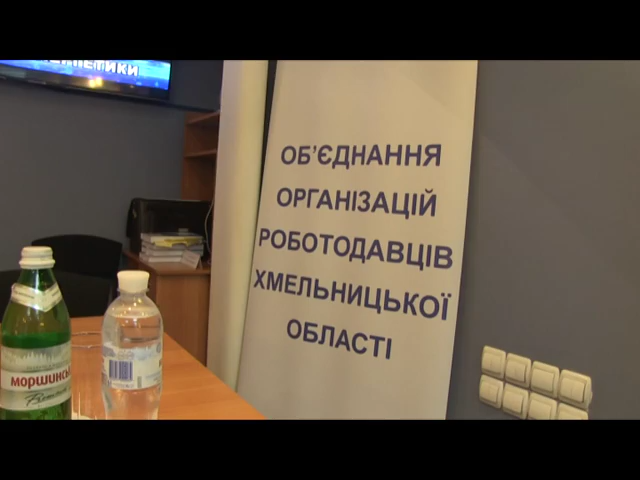 ОБ’ЄДНАННЯ
ОРГАНІЗАЦІЙ
РОБОТОДАВЦІВ
ХМЕЛЬНИЦЬКОЇ
ОБЛАСТІ